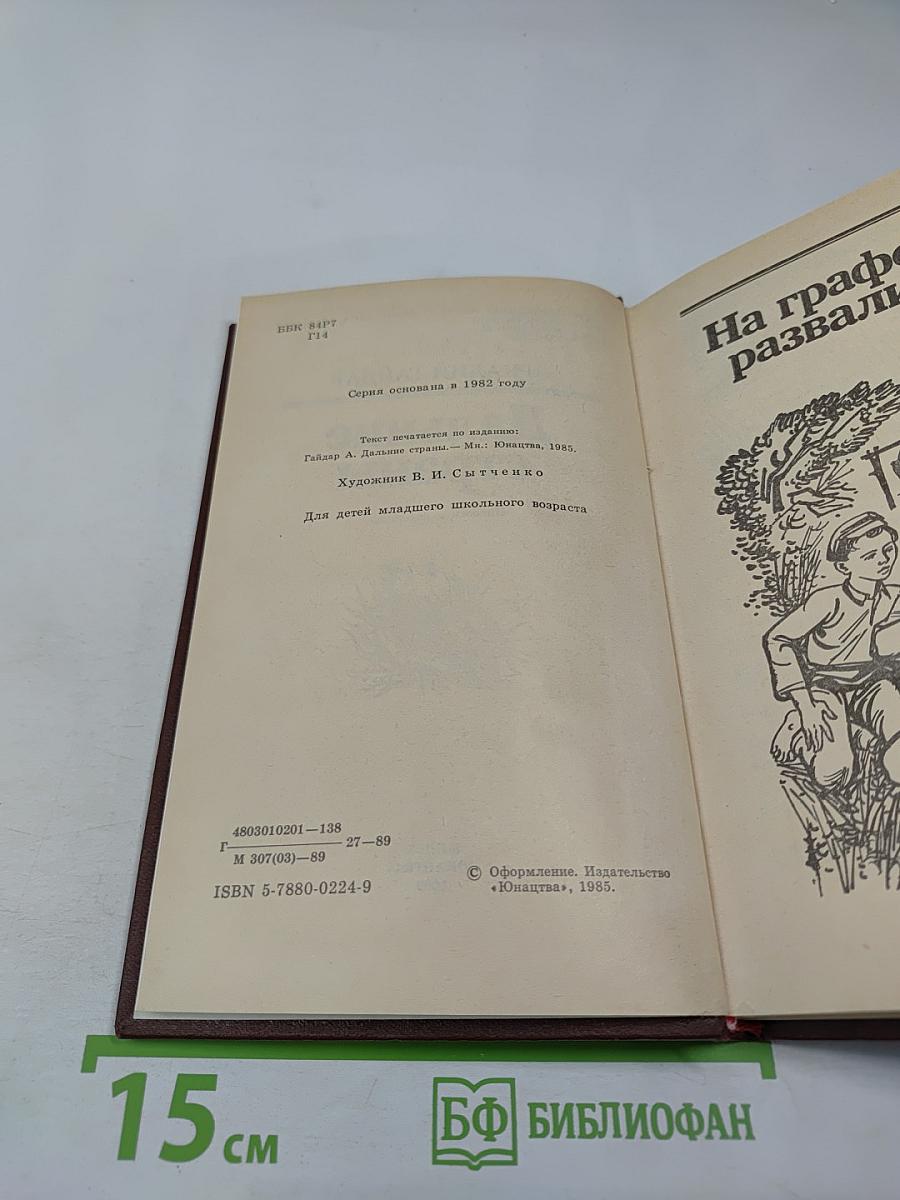 ББК 84Р7
Г14
Серия основана в 1982 году
Текст печатается по изданию:
Гайдар А. Дальние страны.— Мн.: Юнацтва, 1985.
Художник В. И. Сытченко
Для детей младшего школьного возраста
4803010201—138
Г 27—89
М 307(03)—89
ISBN 5-7880-0224-9
© Оформление. Издательство
«Юнацтва», 1985.
На граф
развали
15 см
БФ БИБЛИОФАН